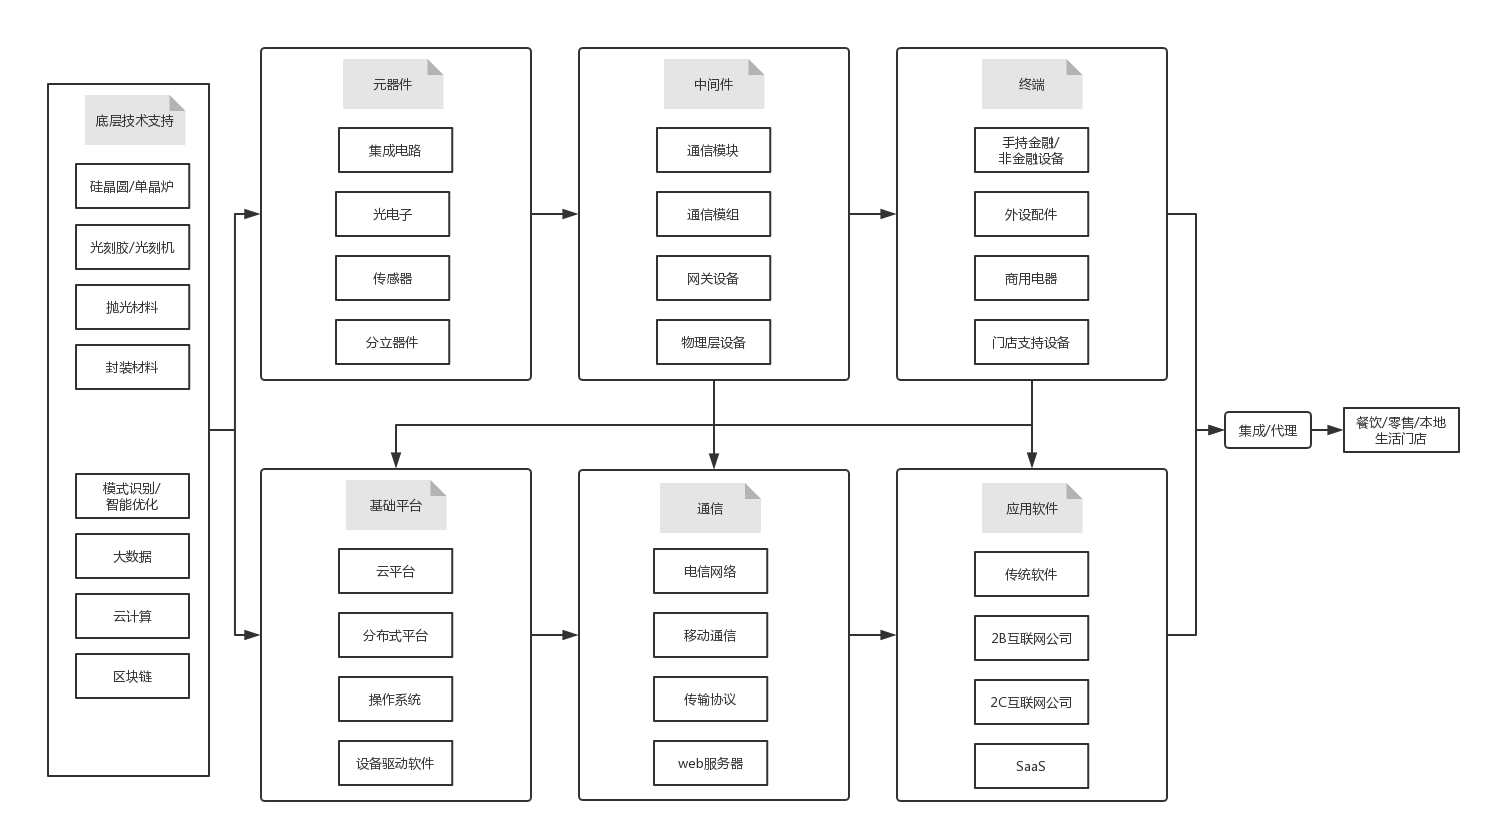 底层技术支持
硅晶圆/单晶炉
光刻胶/光刻机
抛光材料
封装材料
模式识别/
智能优化
大数据
云计算
区块链
元器件
集成电路
光电子
传感器
分立器件
中间件
通信模块
通信模组
网关设备
物理层设备
终端
手持金融/
非金融设备
外设配件
商用电器
门店支持设备
基础平台
云平台
分布式平台
操作系统
设备驱动软件
通信
电信网络
移动通信
传输协议
web服务器
应用软件
传统软件
2B互联网公司
2C互联网公司
SaaS
集成/代理
餐饮/零售/本地
生活门店